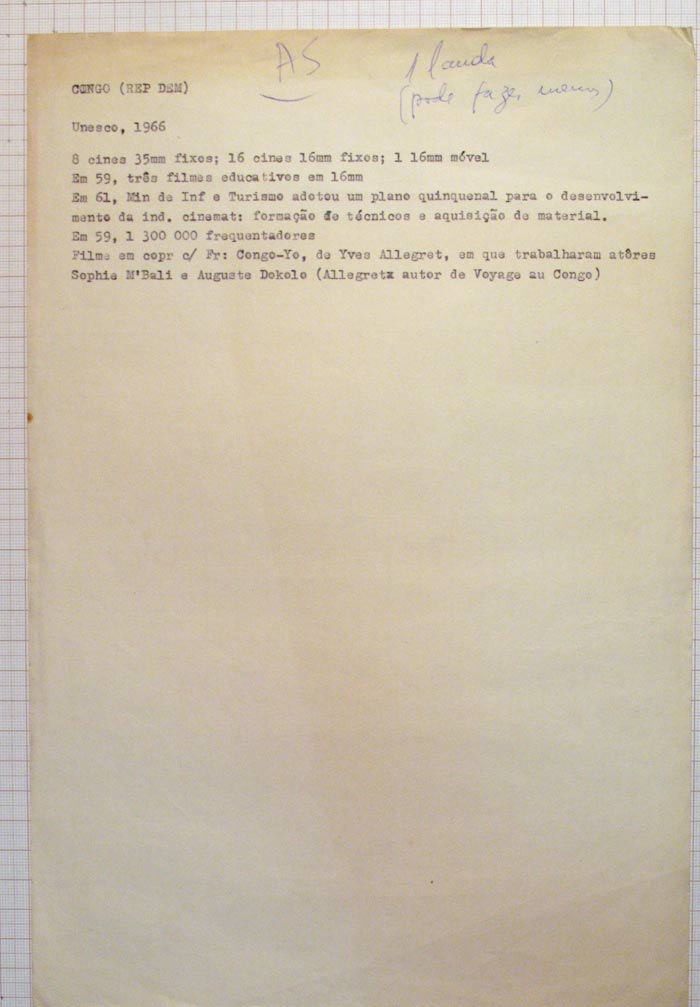 AS
1 lauda
(pode fazer menos)
CONGO (REP DEM)
Unesco, 1966
8 cines 35mm fixos; 16 cines 16mm fixos; 1 16mm móvel
Em 59, três filmes educativos em 16mm
Em 61, Min de Inf e Turismo adotou um plano quinquenal para o desenvolvi-
mento da ind. cinemat: formação de técnicos e aquisição de material.
Em 59, 1 300 000 frequentadores
Filme em copr c/ Fr: Congo-Yo, de Yves Allegret, em que trabalharam atôres
Sophie M'Bali e Auguste Dokolo (Allegretx autor de Voyage au Congo)